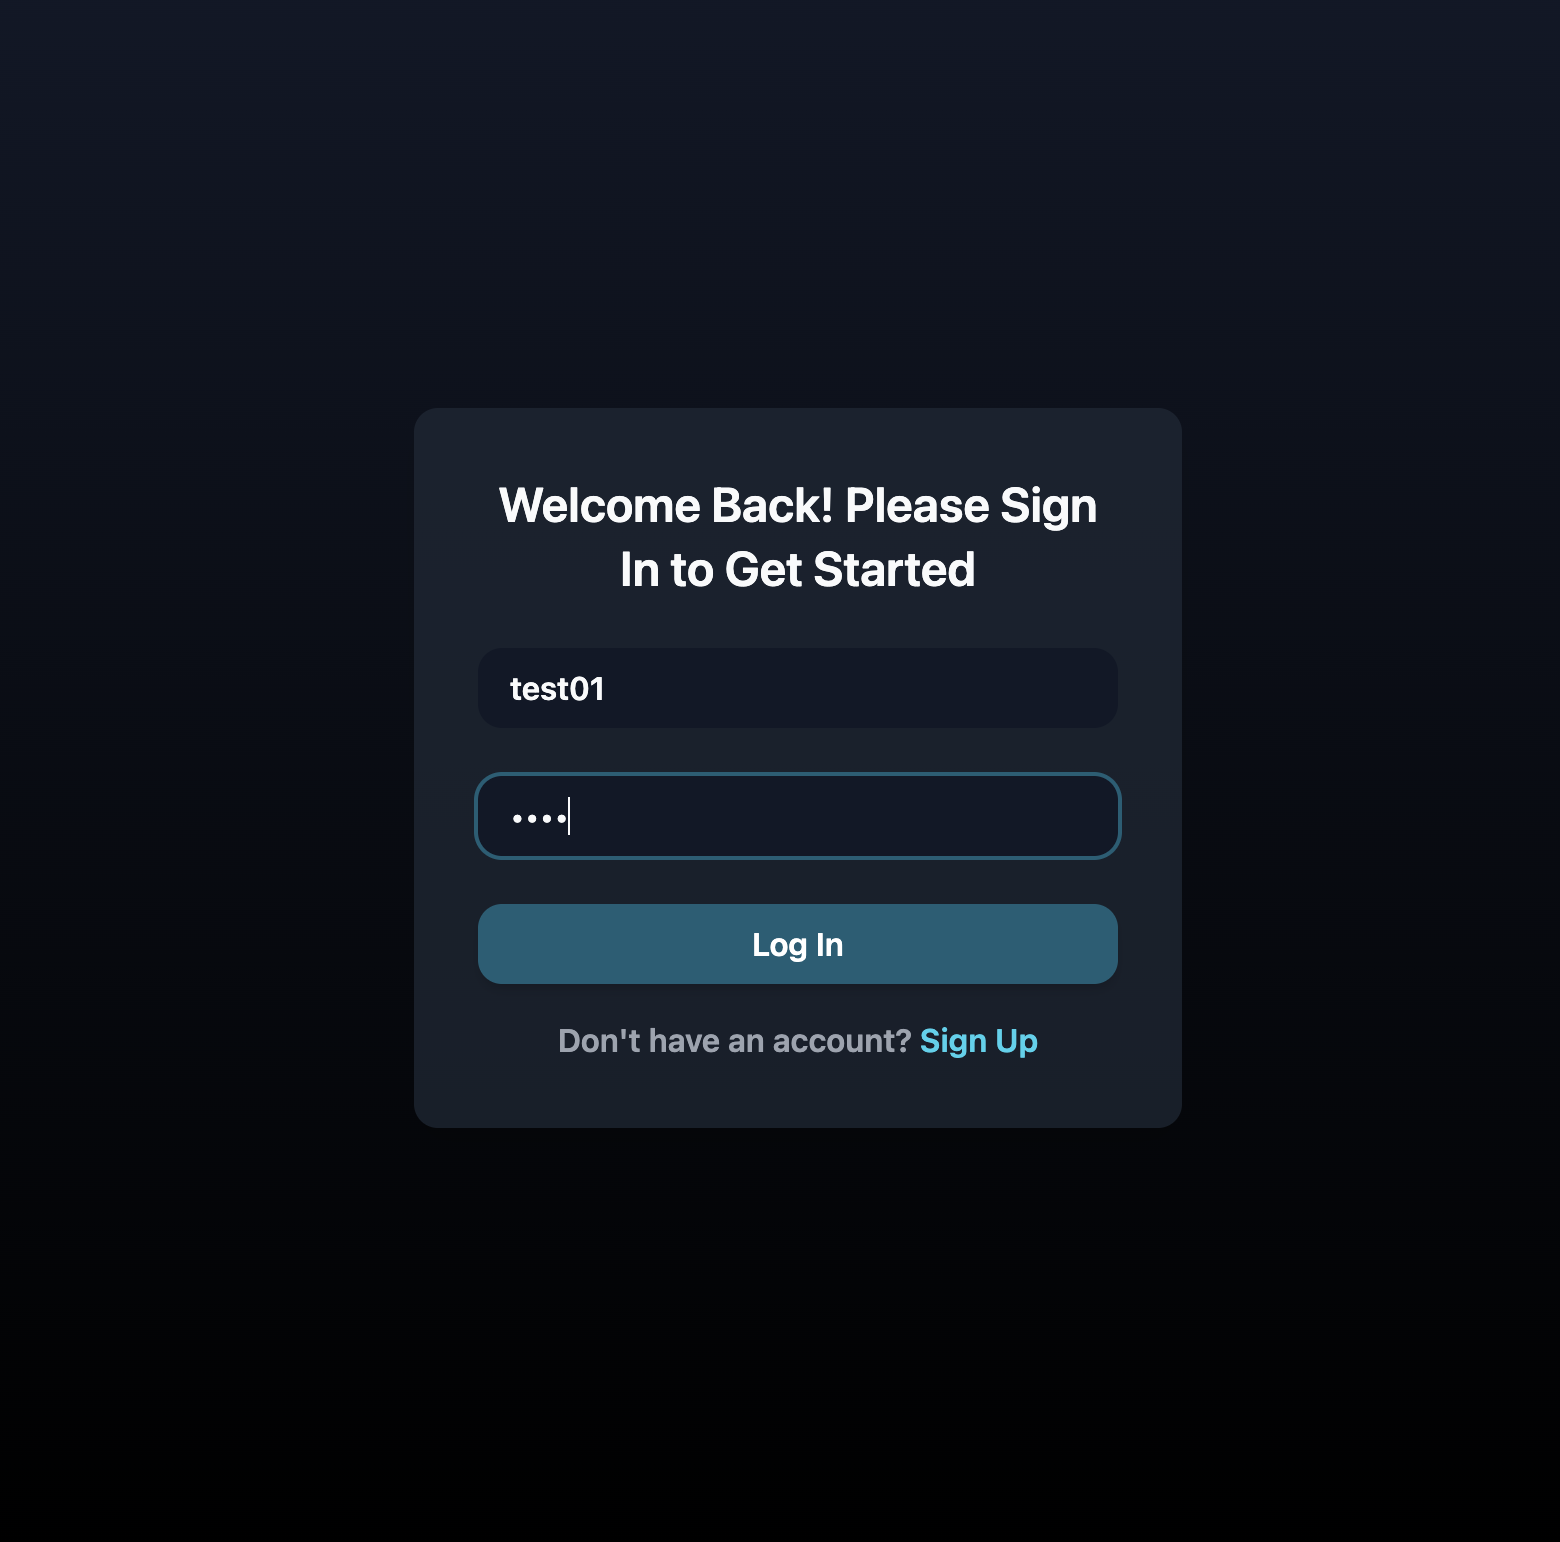 Welcome Back! Please Sign
In to Get Started
test01
••••
Log In
Don't have an account? Sign Up